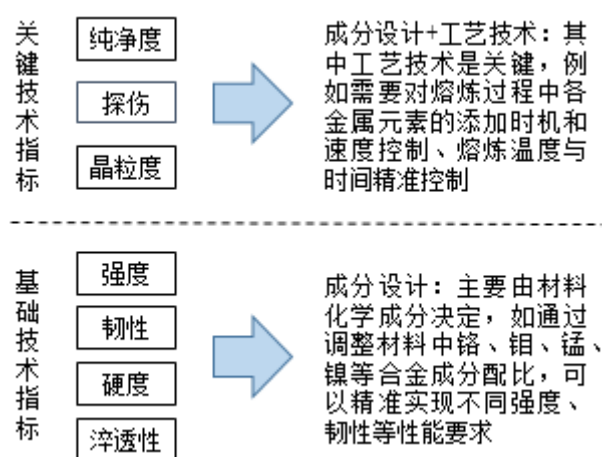 关键技术指标
纯净度
探伤
晶粒度
成分设计+工艺技术：其
中工艺技术是关键，例
如需要对熔炼过程中各
金属元素的添加时机和
速度控制、熔炼温度与
时间精准控制
基础技术指标
强度
韧性
硬度
淬透性
成分设计：主要由材料
化学成分决定，如通过
调整材料中铬、钼、锰、
镍等合金成分配比，可
以精准实现不同强度、
韧性等性能要求